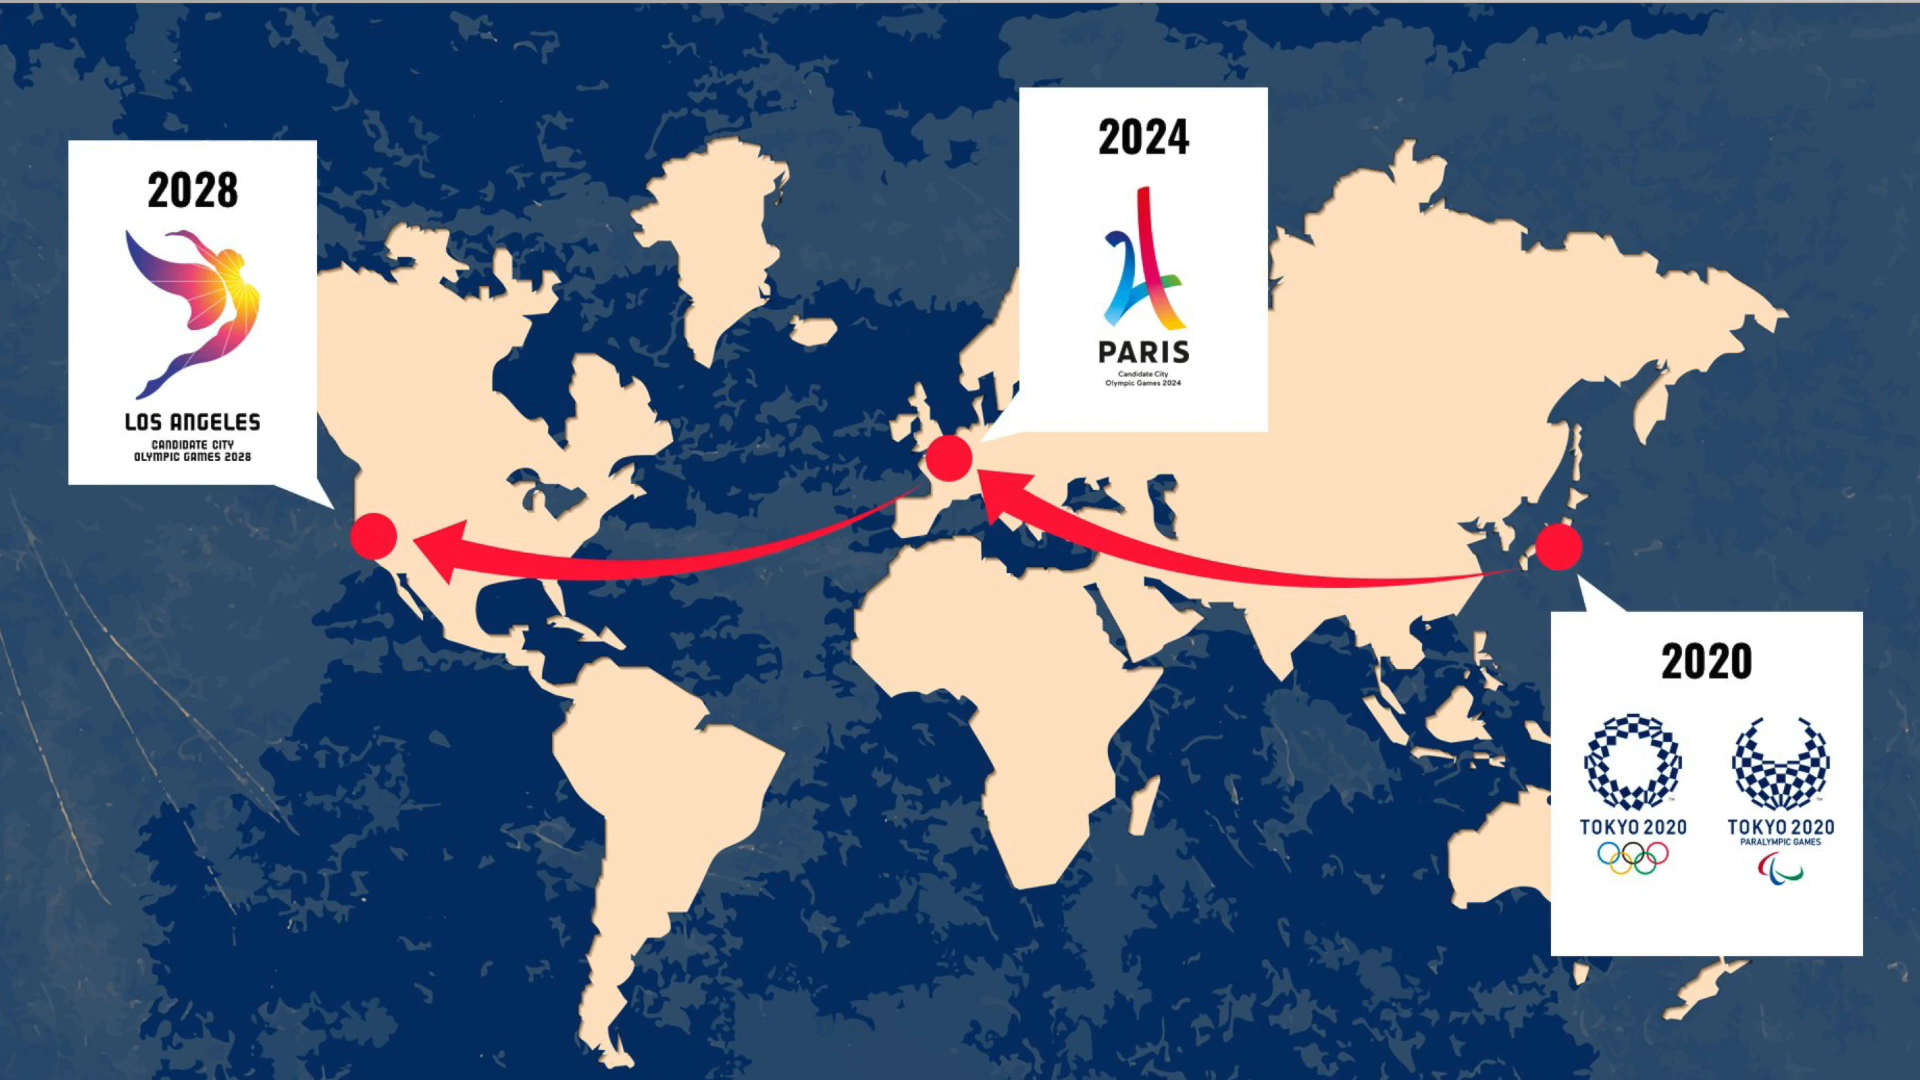 2028
LOS ANGELES
CANDIDATE CITY
OLYMPIC GAMES 2028
2024
PARIS
Candidate City
Olympic Games 2024
2020
TOKYO 2020
TOKYO 2020
PARALYMPIC GAMES